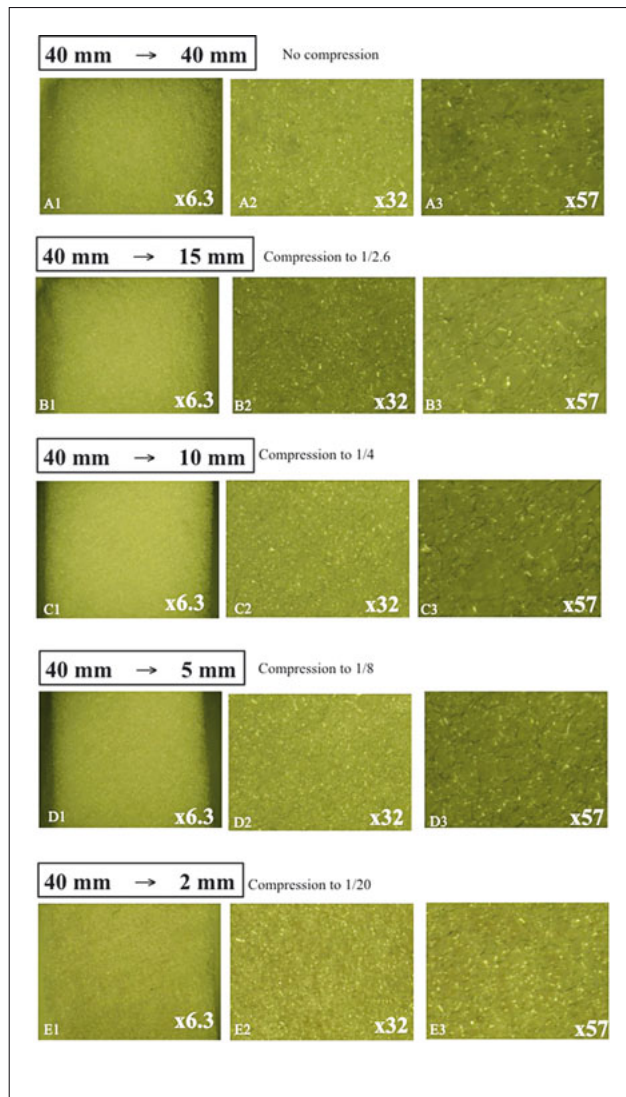 40 mm → 40 mm No compression
A1 x6.3 A2 x32 A3 x57
40 mm → 15 mm Compression to 1/2.6
B1 x6.3 B2 x32 B3 x57
40 mm → 10 mm Compression to 1/4
C1 x6.3 C2 x32 C3 x57
40 mm → 5 mm Compression to 1/8
D1 x6.3 D2 x32 D3 x57
40 mm → 2 mm Compression to 1/20
E1 x6.3 E2 x32 E3 x57